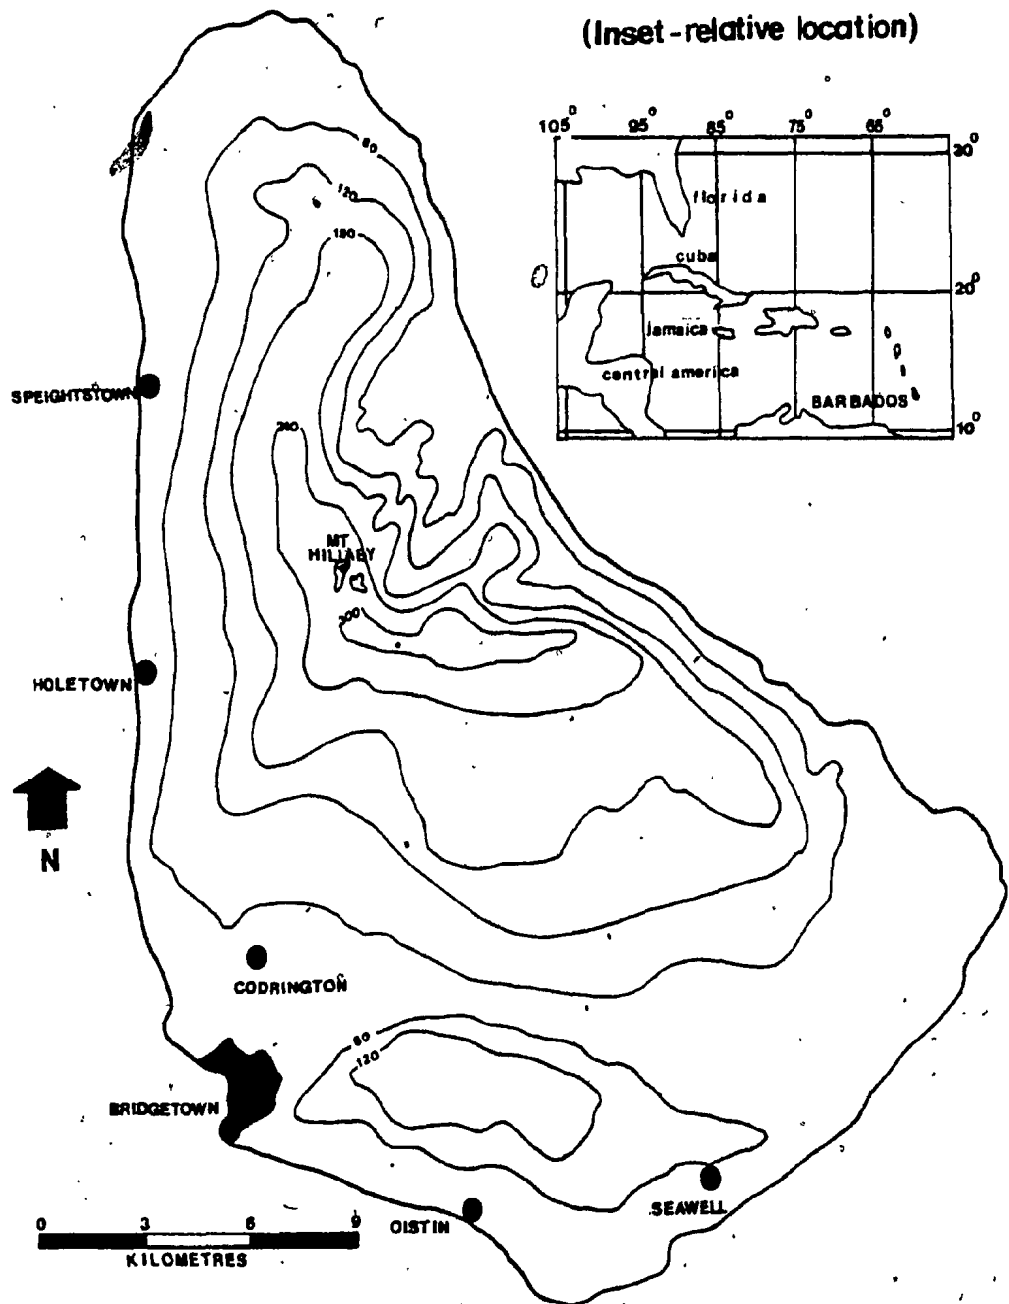 (Inset-relative location)
105° 95° 85° 75° 65°
30°
florida
cuba
20°
Jamaica
central america
BARBADOS
10°
60
120
180
SPEIGHTSTOWN
240
MT
HILLABY
300
HOLETOWN
N
CODRINGTON
60
120
BRIDGETOWN
SEAWELL
OISTIN
0 3 6 9
KILOMETRES